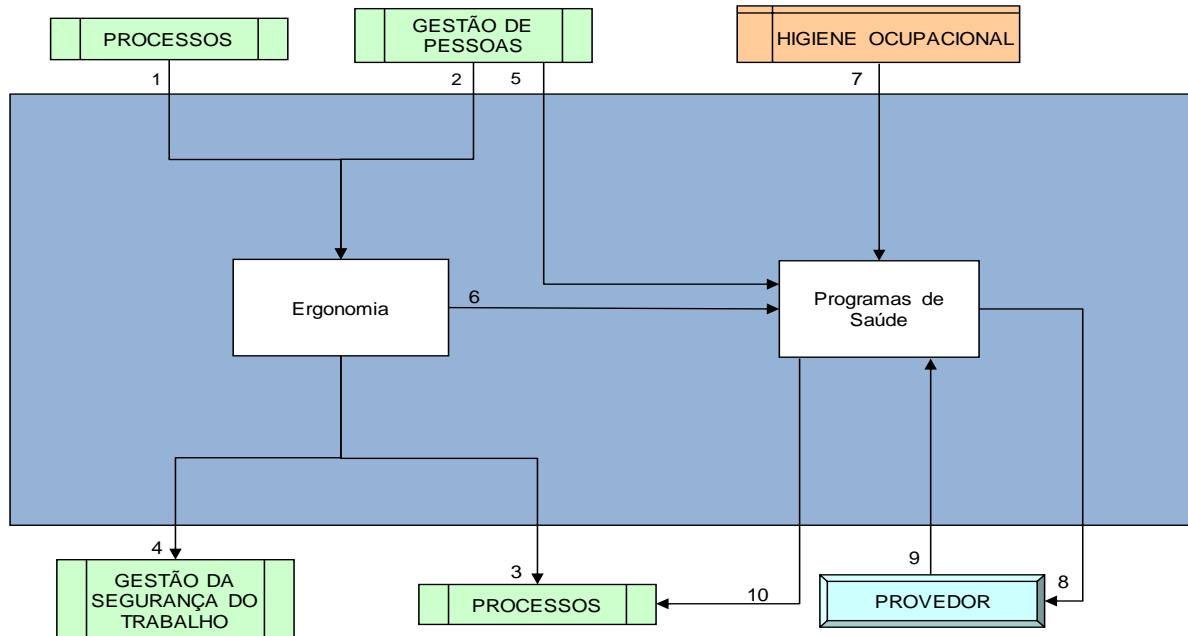 PROCESSOS
GESTÃO DE
PESSOAS
HIGIENE OCUPACIONAL
1
2
5
7
Ergonomia
6
Programas de
Saúde
4
3
10
9
8
GESTÃO DA
SEGURANÇA DO
TRABALHO
PROCESSOS
PROVEDOR